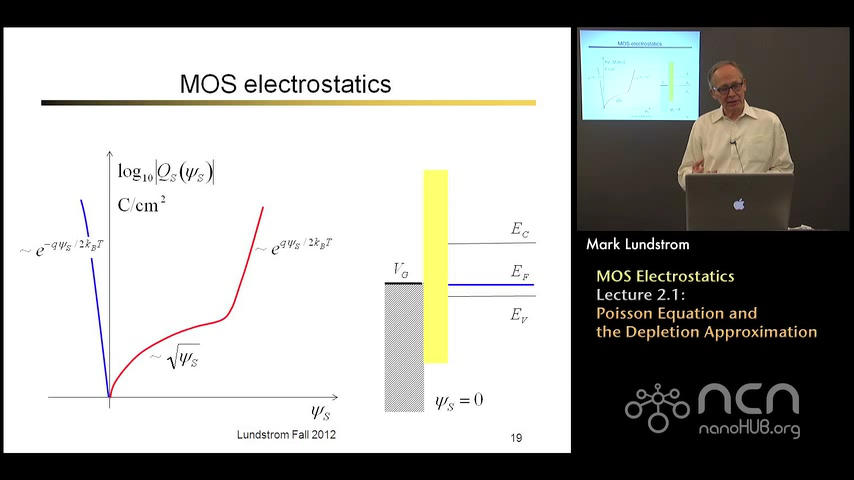 MOS electrostatics
log₁₀|Q_S(ψ_S)|
C/cm²
~ e^{-qψ_S/2k_BT}
~ e^{qψ_S/2k_BT}
~ √ψ_S
ψ_S
V_G
E_C
E_F
E_V
ψ_S = 0
Lundstrom Fall 2012
19
MOS electrostatics
Mark Lundstrom
MOS Electrostatics
Lecture 2.1:
Poisson Equation and
the Depletion Approximation
ncn
nanoHUB.org